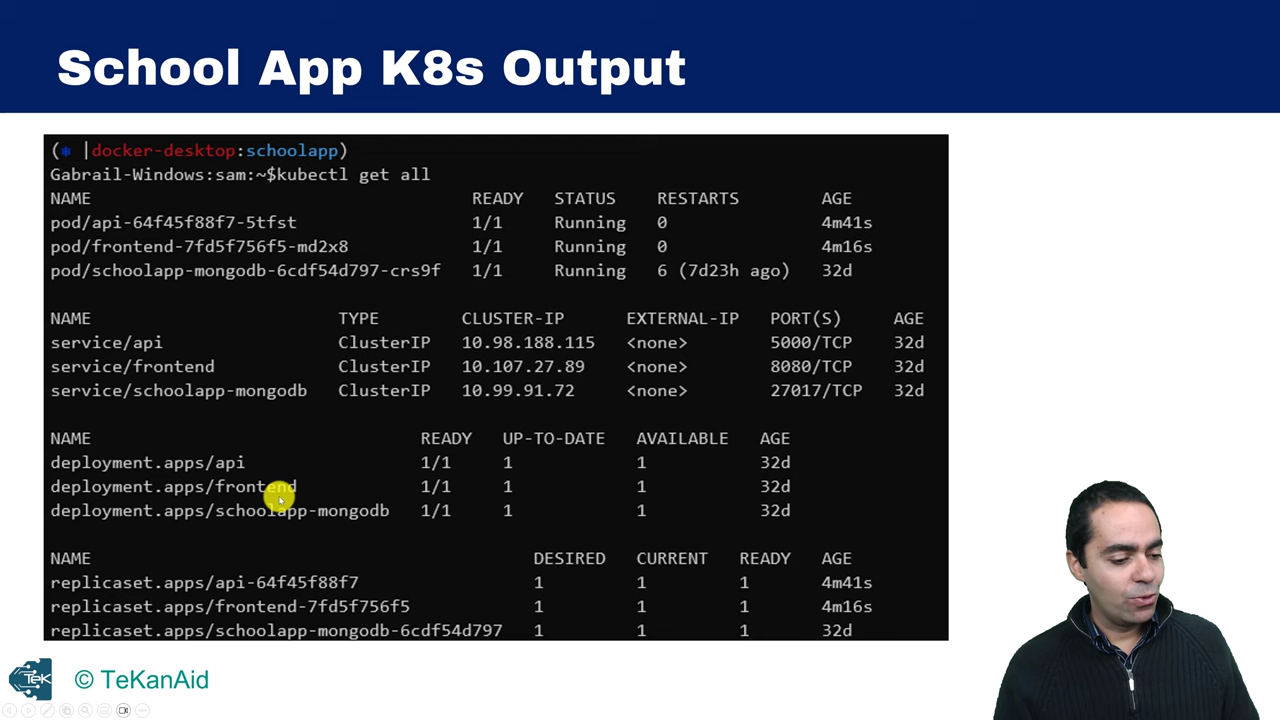 School App K8s Output
(⎈ |docker-desktop:schoolapp)
Gabrail-Windows:sam:~$kubectl get all
NAME READY STATUS RESTARTS AGE
pod/api-64f45f88f7-5tfst 1/1 Running 0 4m41s
pod/frontend-7fd5f756f5-md2x8 1/1 Running 0 4m16s
pod/schoolapp-mongodb-6cdf54d797-crs9f 1/1 Running 6 (7d23h ago) 32d
NAME TYPE CLUSTER-IP EXTERNAL-IP PORT(S) AGE
service/api ClusterIP 10.98.188.115 <none> 5000/TCP 32d
service/frontend ClusterIP 10.107.27.89 <none> 8080/TCP 32d
service/schoolapp-mongodb ClusterIP 10.99.91.72 <none> 27017/TCP 32d
NAME READY UP-TO-DATE AVAILABLE AGE
deployment.apps/api 1/1 1 1 32d
deployment.apps/frontend 1/1 1 1 32d
deployment.apps/schoolapp-mongodb 1/1 1 1 32d
NAME DESIRED CURRENT READY AGE
replicaset.apps/api-64f45f88f7 1 1 1 4m41s
replicaset.apps/frontend-7fd5f756f5 1 1 1 4m16s
replicaset.apps/schoolapp-mongodb-6cdf54d797 1 1 1 32d
TeK
© TeKanAid